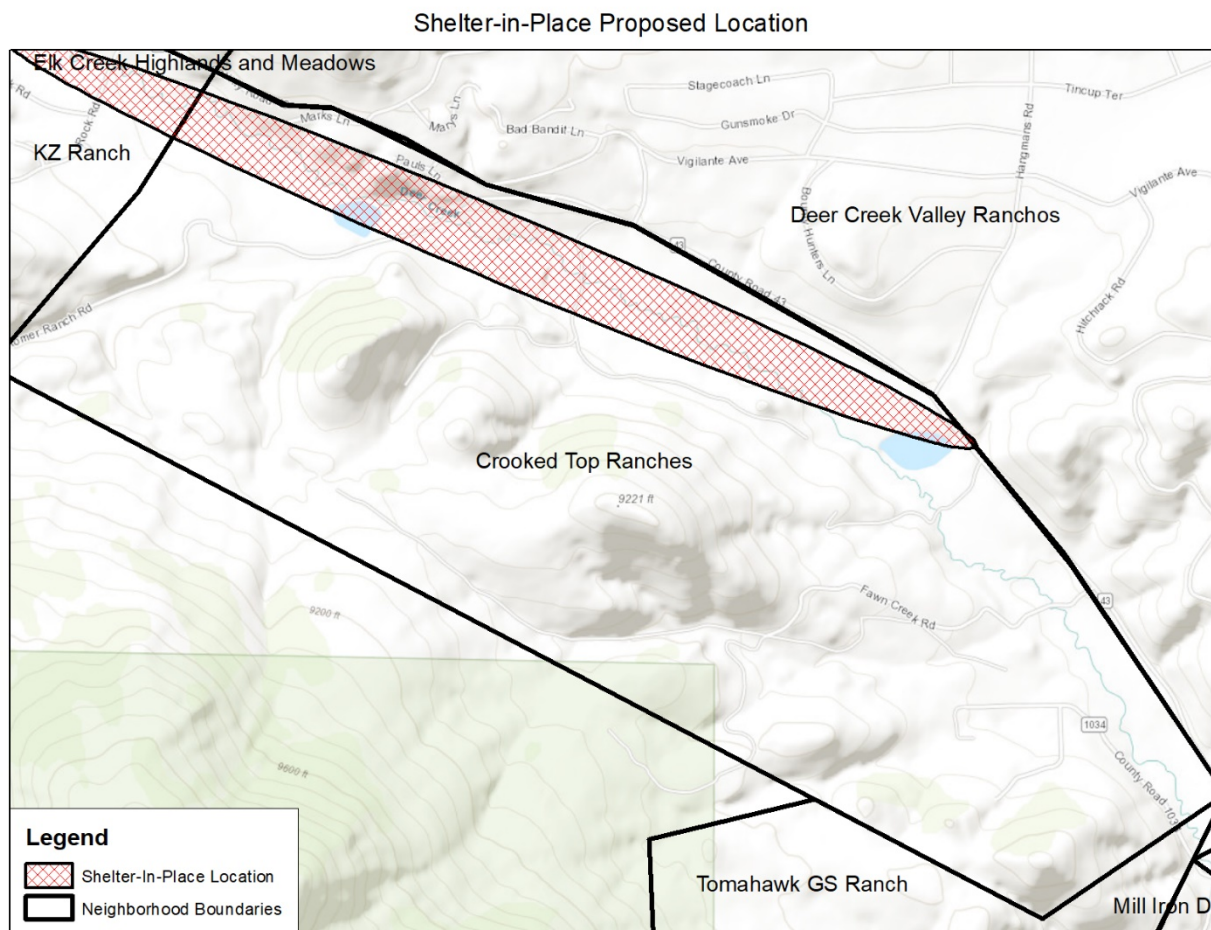 Shelter-in-Place Proposed Location
Elk Creek Highlands and Meadows
Stagecoach Ln
Tincup Ter
Rock Rd
Marks Ln
Marys Ln
Gunsmoke Dr
Hangmans Rd
Bad Bandit Ln
KZ Ranch
Pauls Ln
Vigilante Ave
Vigilante Ave
Deer Creek
Hunters Ln
Deer Creek Valley Ranchos
43
County Road 43
Hitchrack Rd
Ranch Rd
Crooked Top Ranches
9221 ft
Fawn Creek Rd
43
9200 ft
1034
County Road 103
9600 ft
Legend
Shelter-In-Place Location
Neighborhood Boundaries
Tomahawk GS Ranch
Mill Iron D